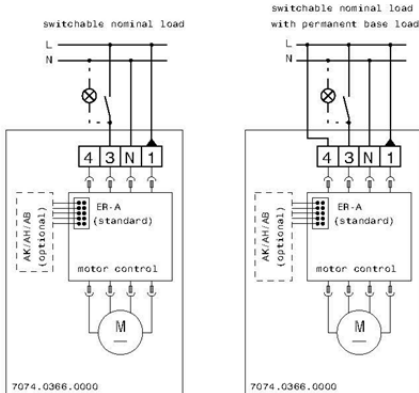 switchable nominal load
L
N
4 3 N 1
ER-A
(standard)
AK/AH/AB
(optional)
motor control
M
7074.0366.0000
switchable nominal load
with permanent base load
L
N
4 3 N 1
ER-A
(standard)
AK/AH/AB
(optional)
motor control
M
7074.0366.0000